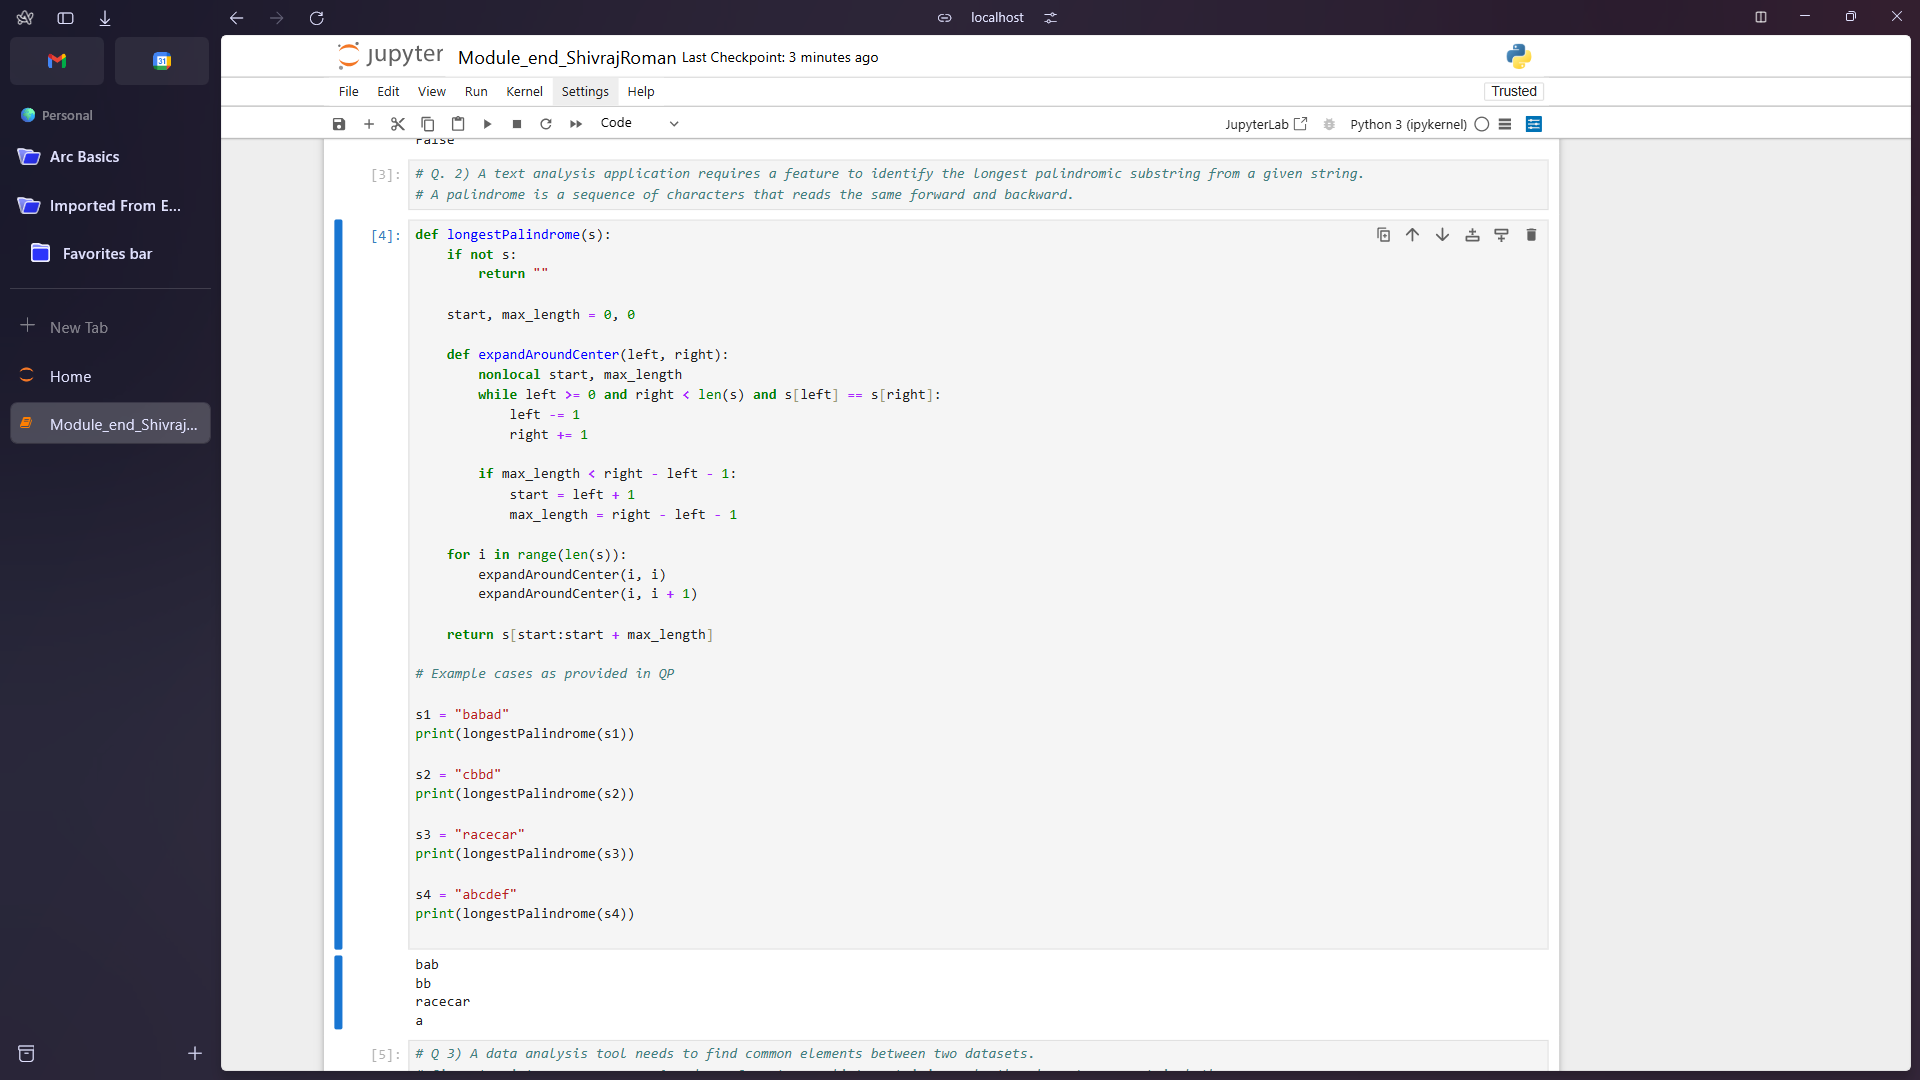 localhost
Personal
Arc Basics
Imported From E...
Favorites bar
New Tab
Home
Module_end_Shivraj...
31
jupyter Module_end_ShivrajRoman Last Checkpoint: 3 minutes ago
File Edit View Run Kernel Settings Help Trusted
Code JupyterLab Python 3 (ipykernel)
False
[3]: # Q. 2) A text analysis application requires a feature to identify the longest palindromic substring from a given string.
# A palindrome is a sequence of characters that reads the same forward and backward.
[4]: def longestPalindrome(s):
    if not s:
        return ""

    start, max_length = 0, 0

    def expandAroundCenter(left, right):
        nonlocal start, max_length
        while left >= 0 and right < len(s) and s[left] == s[right]:
            left -= 1
            right += 1

        if max_length < right - left - 1:
            start = left + 1
            max_length = right - left - 1

    for i in range(len(s)):
        expandAroundCenter(i, i)
        expandAroundCenter(i, i + 1)

    return s[start:start + max_length]

# Example cases as provided in QP

s1 = "babad"
print(longestPalindrome(s1))

s2 = "cbbd"
print(longestPalindrome(s2))

s3 = "racecar"
print(longestPalindrome(s3))

s4 = "abcdef"
print(longestPalindrome(s4))

bab
bb
racecar
a
[5]: # Q 3) A data analysis tool needs to find common elements between two datasets.